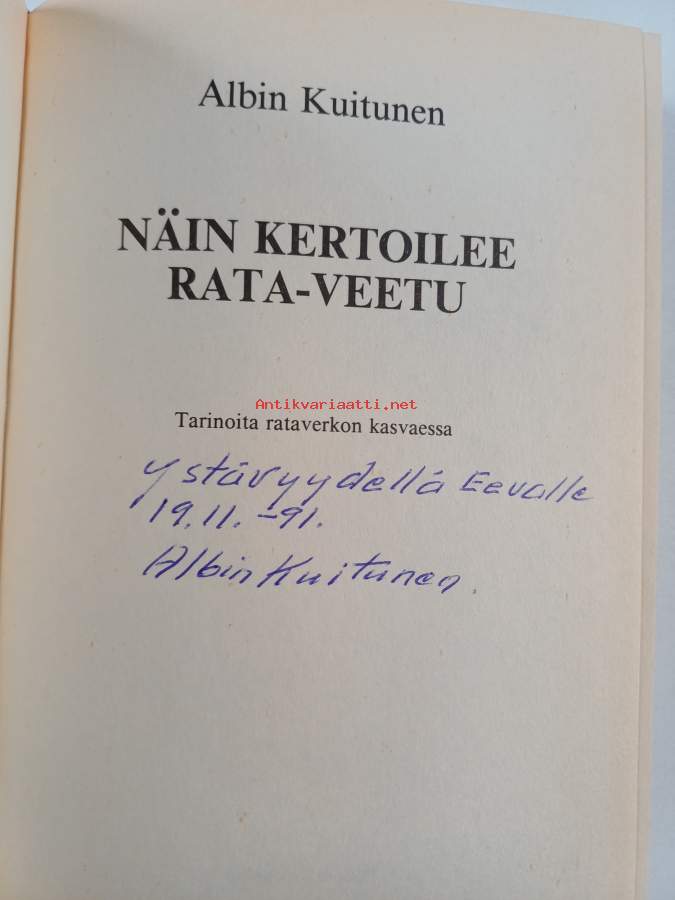 Albin Kuitunen
NÄIN KERTOILEE
RATA-VEETU
Antikvariaatti.net
Tarinoita rataverkon kasvaessa
Ystävyydellä Eevalle
19.11.-91.
Albin Kuitunen.